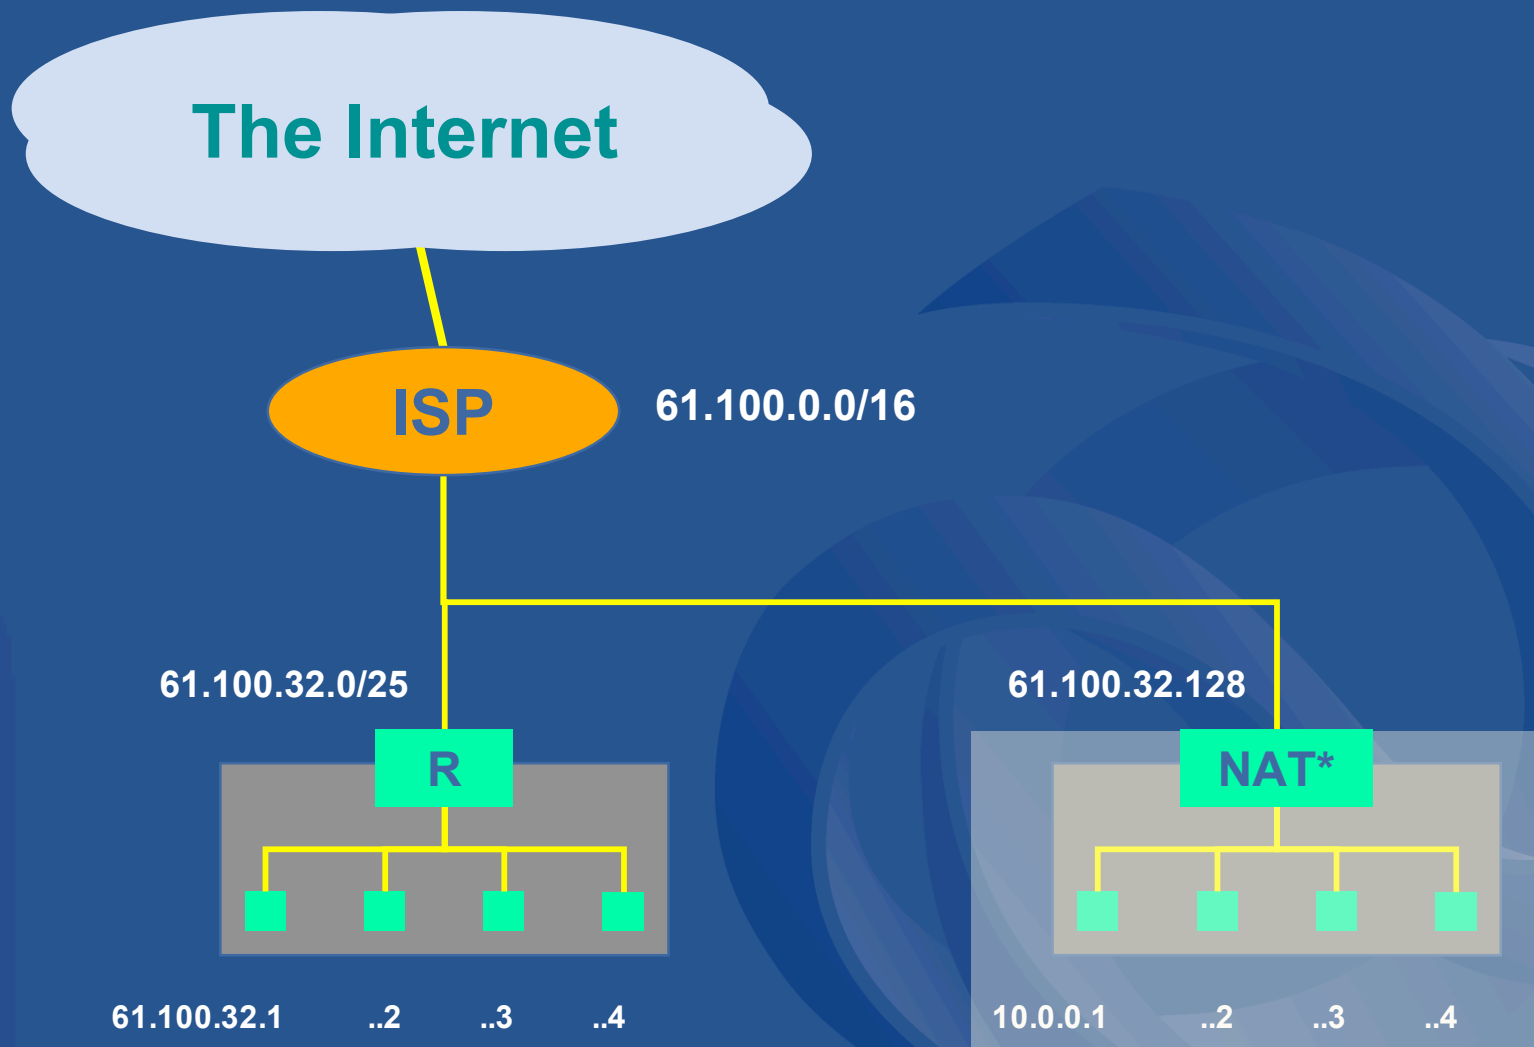 The Internet
ISP
61.100.0.0/16
61.100.32.0/25
61.100.32.128
R
NAT*
61.100.32.1 ..2 ..3 ..4
10.0.0.1 ..2 ..3 ..4